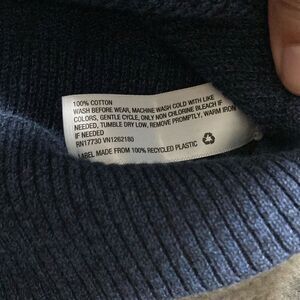 100% COTTON
WASH BEFORE WEAR, MACHINE WASH COLD WITH LIKE
COLORS, GENTLE CYCLE, ONLY NON CHLORINE BLEACH IF
NEEDED, TUMBLE DRY LOW, REMOVE PROMPTLY, WARM IRON
IF NEEDED
RN17730 VN1262180
LABEL MADE FROM 100% RECYCLED PLASTIC